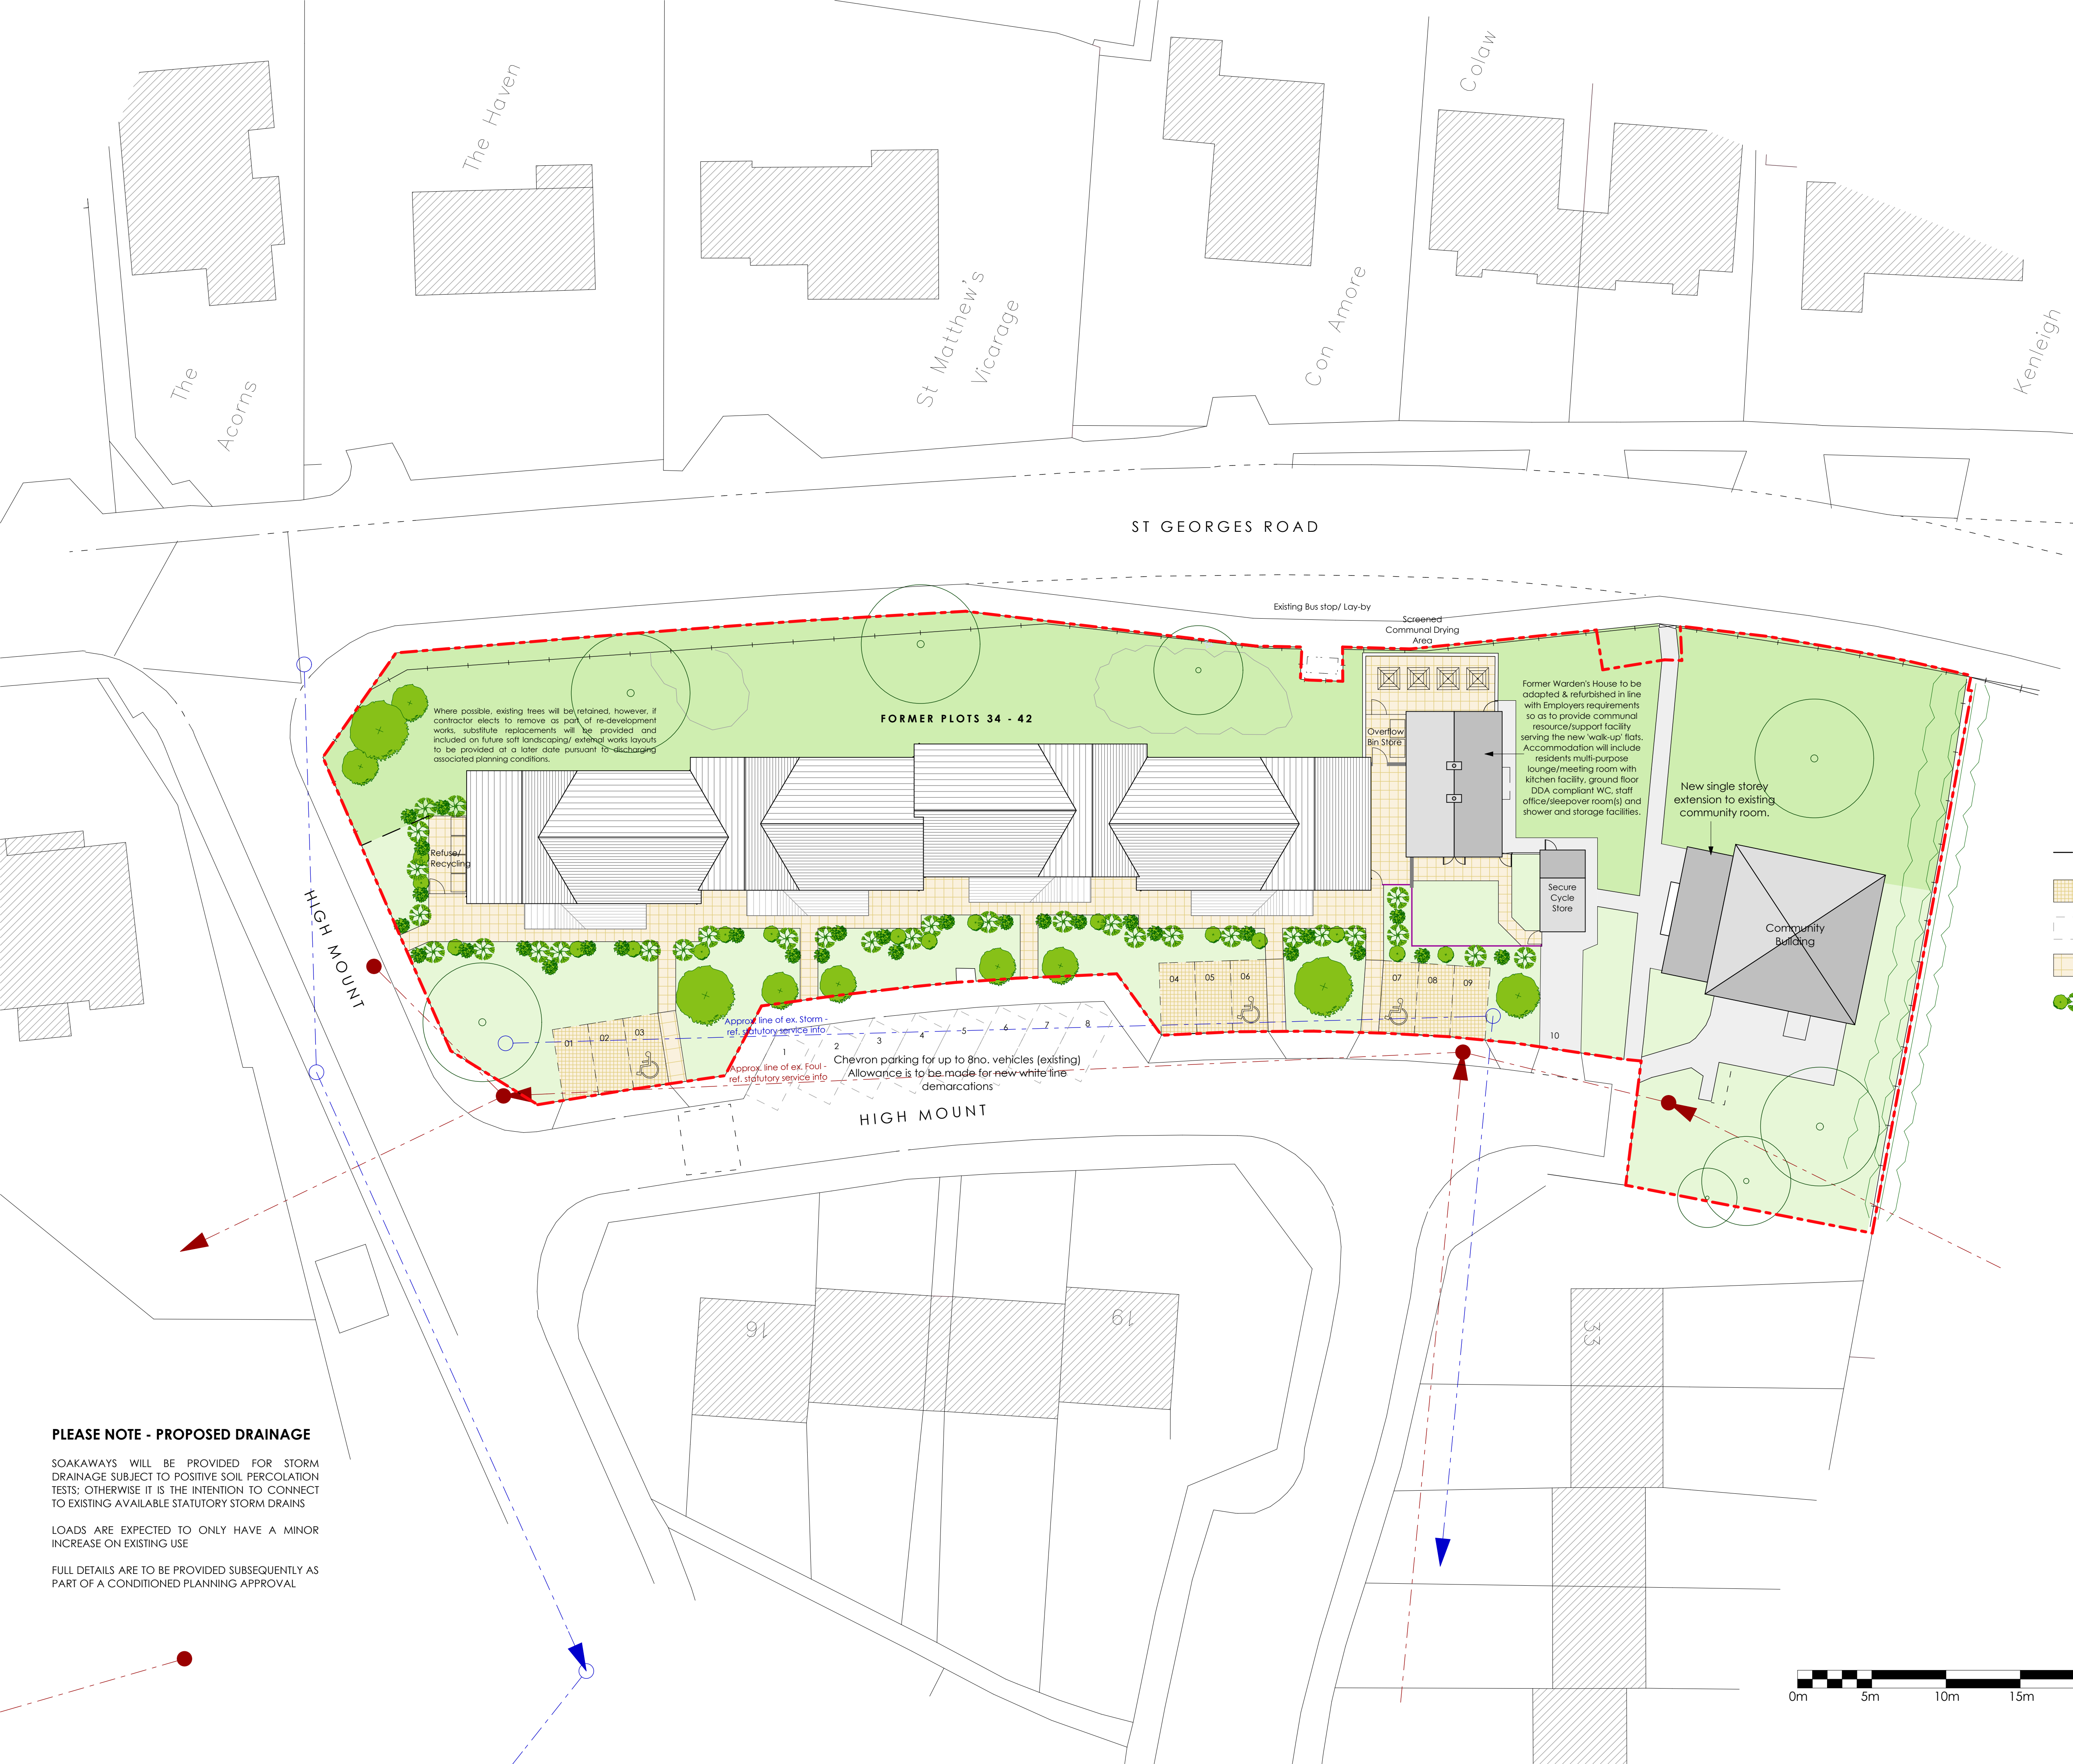 The Haven
Colaw
The
Acorns
St Matthew's
Vicarage
Con Amore
Kenleigh
ST GEORGES ROAD
Existing Bus stop/ Lay-by
Screened
Communal Drying
Area
Where possible, existing trees will be retained, however, if
contractor elects to remove as part of re-development
works, substitute replacements will be provided and
included on future soft landscaping/ external works layouts
to be provided at a later date pursuant to discharging
associated planning conditions.
FORMER PLOTS 34 - 42
Overflow
Bin Store
Former Warden's House to be
adapted & refurbished in line
with Employers requirements
so as to provide communal
resource/support facility
serving the new 'walk-up' flats.
Accommodation will include
residents multi-purpose
lounge/meeting room with
kitchen facility, ground floor
DDA compliant WC, staff
office/sleepover room(s) and
shower and storage facilities.
New single storey
extension to existing
community room.
Refuse/
Recycling
Secure
Cycle
Store
Community
Building
HIGH MOUNT
01
02
03
04
05
06
07
08
09
10
Approx. line of ex. Storm -
ref. statutory service info
1
2
3
4
5
6
7
8
Chevron parking for up to 8no. vehicles (existing)
Allowance is to be made for new white line
demarcations
Approx. line of ex. Foul -
ref. statutory service info
HIGH MOUNT
16
19
33
PLEASE NOTE - PROPOSED DRAINAGE
SOAKAWAYS WILL BE PROVIDED FOR STORM
DRAINAGE SUBJECT TO POSITIVE SOIL PERCOLATION
TESTS; OTHERWISE IT IS THE INTENTION TO CONNECT
TO EXISTING AVAILABLE STATUTORY STORM DRAINS
LOADS ARE EXPECTED TO ONLY HAVE A MINOR
INCREASE ON EXISTING USE
FULL DETAILS ARE TO BE PROVIDED SUBSEQUENTLY AS
PART OF A CONDITIONED PLANNING APPROVAL
0m 5m 10m 15m